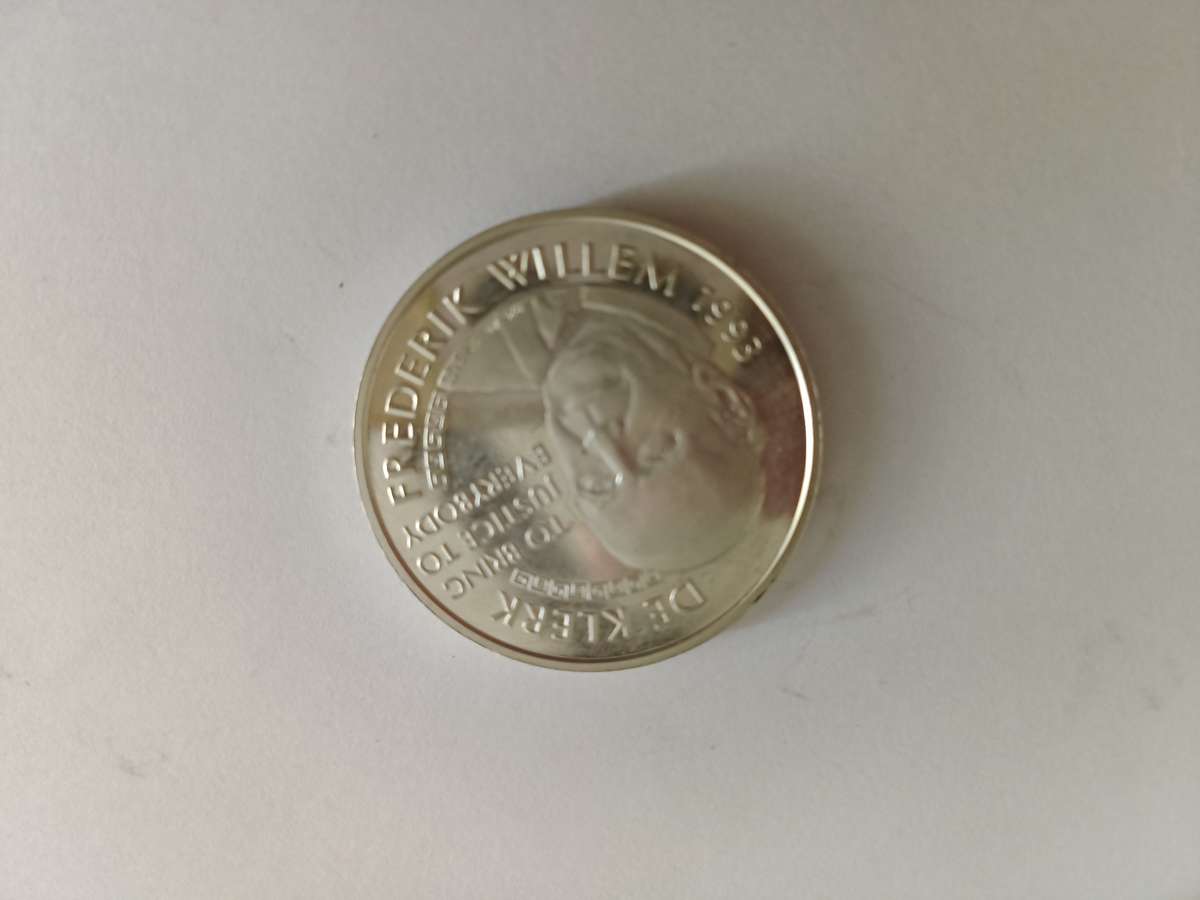 FREDERIK WILLEM 1993
DE KLERK
TO BRING
JUSTICE TO
EVERYBODY